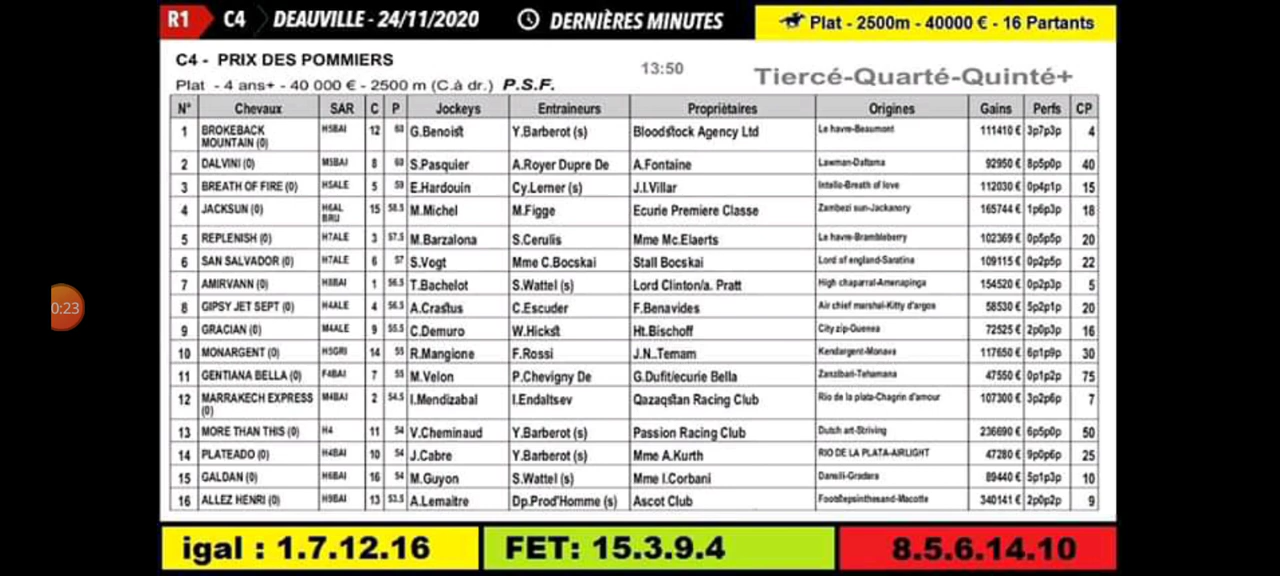 R1 C4 DEAUVILLE - 24/11/2020 DERNIÈRES MINUTES Plat - 2500m - 40000 € - 16 Partants
C4 - PRIX DES POMMIERS
13:50
Tiercé-Quarté-Quinté+
Plat - 4 ans+ - 40 000 € - 2500 m (C.à dr.) P.S.F.
N° Chevaux SAR C P Jockeys Entraineurs Propriétaires Origines Gains Perfs CP
1 BROKEBACK MOUNTAIN (0) H5BAI 12 60 G.Benoist Y.Barberot (s) Bloodstock Agency Ltd Le havre-Beaumont 111410 € 3p7p3p 4
2 DALVINI (0) M5BAI 8 60 S.Pasquier A.Royer Dupre De A.Fontaine Lawman-Daltama 92950 € 8p5p0p 40
3 BREATH OF FIRE (0) H5ALE 5 59 E.Hardouin Cy.Lerner (s) J.I.Villar Intello-Breath of love 112030 € 0p4p1p 15
4 JACKSUN (0) H6AL BRU 15 58.5 M.Michel M.Figge Ecurie Premiere Classe Zambezi sun-Jackanory 165744 € 1p6p3p 18
5 REPLENISH (0) H7ALE 3 57.5 M.Barzalona S.Cerulis Mme Mc.Elaerts Le havre-Brambleberry 102369 € 0p5p5p 20
6 SAN SALVADOR (0) H7ALE 6 57 S.Vogt Mme C.Bocskai Stall Bocskai Lord of england-Saratina 109115 € 0p2p5p 22
7 AMIRVANN (0) H8BAI 1 56.5 T.Bachelot S.Wattel (s) Lord Clinton/a. Pratt High chaparral-Amenapinga 154520 € 0p2p3p 5
8 GIPSY JET SEPT (0) H4ALE 4 56.5 A.Crastus C.Escuder F.Benavides Air chief marshal-Kitty d'argos 58530 € 5p2p1p 20
9 GRACIAN (0) M4ALE 9 55.5 C.Demuro W.Hickst Ht.Bischoff City zip-Ouenea 72525 € 2p0p3p 16
10 MONARGENT (0) H5GRI 14 55 R.Mangione F.Rossi J.N..Temam Kendargent-Monava 117650 € 6p1p9p 30
11 GENTIANA BELLA (0) F4BAI 7 55 M.Velon P.Chevigny De G.Dufit/ecurie Bella Zanzibari-Tehamana 47550 € 0p1p2p 75
12 MARRAKECH EXPRESS (0) M4BAI 2 54.5 I.Mendizabal I.Endaltsev Qazaqstan Racing Club Rio de la plata-Chagrin d'amour 107300 € 3p2p6p 7
13 MORE THAN THIS (0) H4 11 54 V.Cheminaud Y.Barberot (s) Passion Racing Club Dutch art-Striving 236690 € 6p5p0p 50
14 PLATEADO (0) H4BAI 10 54 J.Cabre Y.Barberot (s) Mme A.Kurth RIO DE LA PLATA-AIRLIGHT 47280 € 9p0p6p 25
15 GALDAN (0) H6BAI 16 54 M.Guyon S.Wattel (s) Mme I.Corbani Dansili-Gradara 89440 € 5p1p3p 10
16 ALLEZ HENRI (0) H9BAI 13 53.5 A.Lemaitre Dp.Prod'Homme (s) Ascot Club Footstepsinthesand-Macotte 340141 € 2p0p2p 9
0:23
igal : 1.7.12.16 FET: 15.3.9.4 8.5.6.14.10